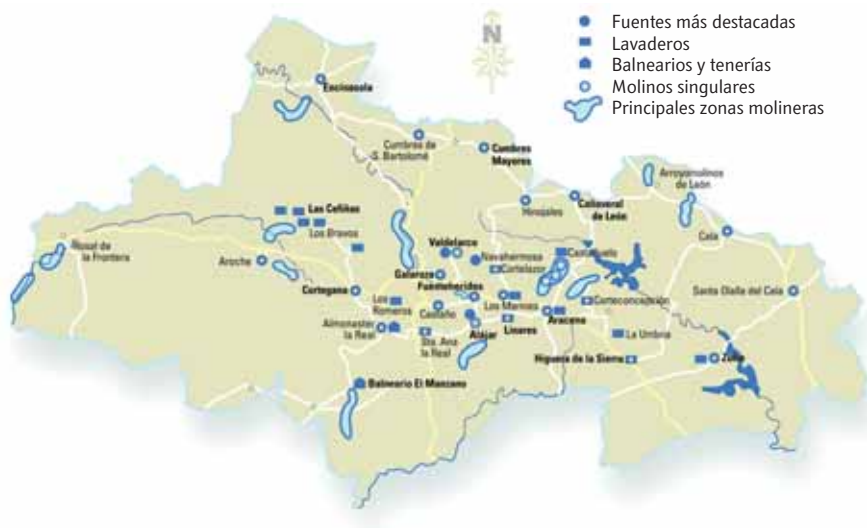 N
Fuentes más destacadas
Lavaderos
Balnearios y tenerías
Molinos singulares
Principales zonas molineras
Encinasola
Cumbres de
S. Bartolomé
Cumbres
Mayores
Arroyomolinos
de León
Hinojales
Cañaveral
de León
Las Cefiñas
Los Bravos
Cala
Rosal de
la Frontera
Aroche
Valdelarco
Navahermosa
Castañuelo
Cortelazor
Galaroza
Fuenteheridos
Cortegana
Los
Romeros
Castaño
Los Marines
Corteconcepción
Santa Olalla del Cala
Almonaster
la Real
Sta. Ana
la Real
Alájar
Linares
Aracena
La Umbría
Higuera de la Sierra
Zufre
Balneario El Manzano